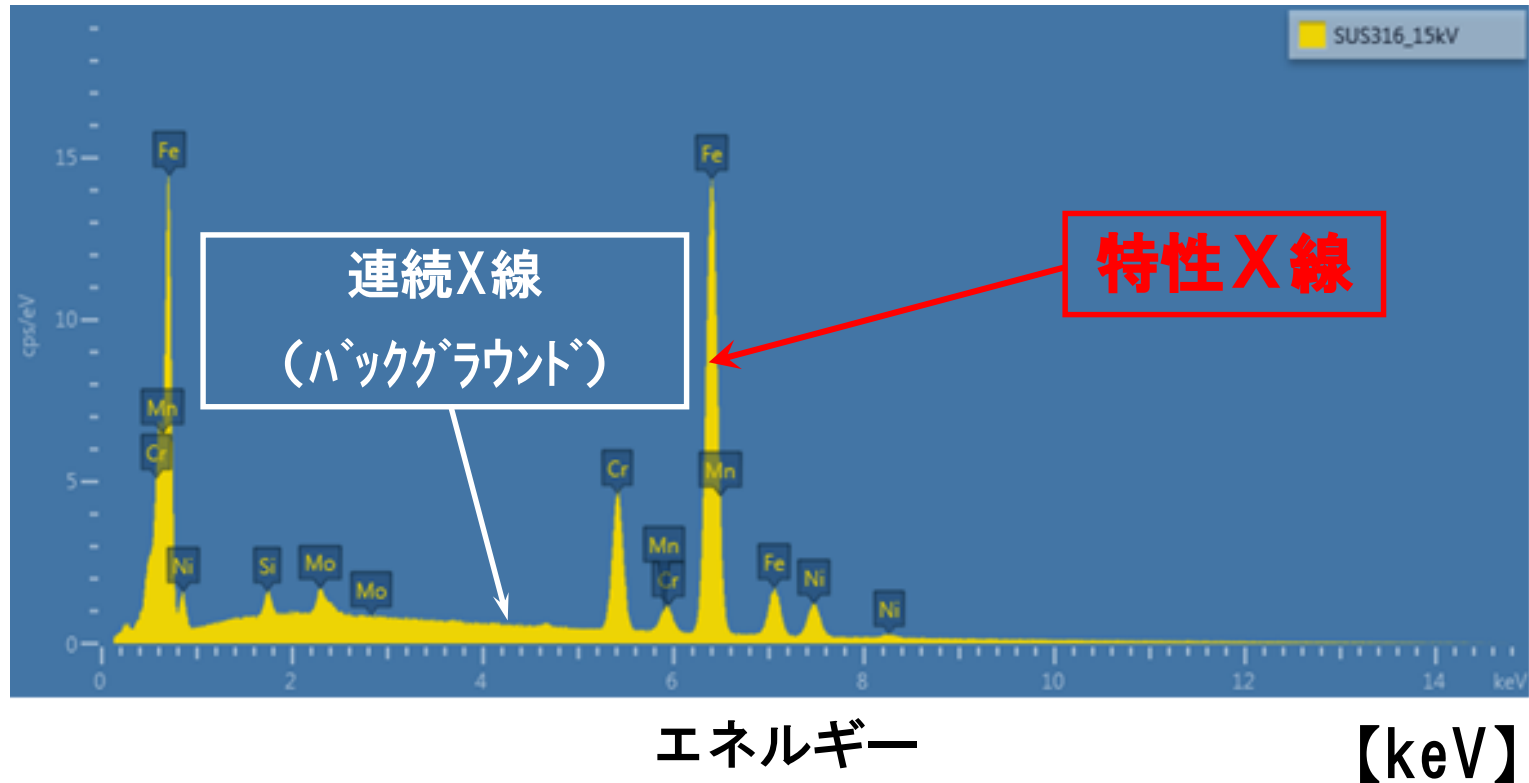 SUS316_15kV
Fe
Fe
15
特性X線
連続X線
(ﾊﾞｯｸｸﾞﾗｳﾝﾄﾞ)
cps/eV
10
Mn
Cr
5
Cr
Mn
Ni
Si
Mo
Mo
Mn
Cr
Fe
Ni
Ni
0
0 2 4 6 8 10 12 14 keV
エネルギー 【keV】